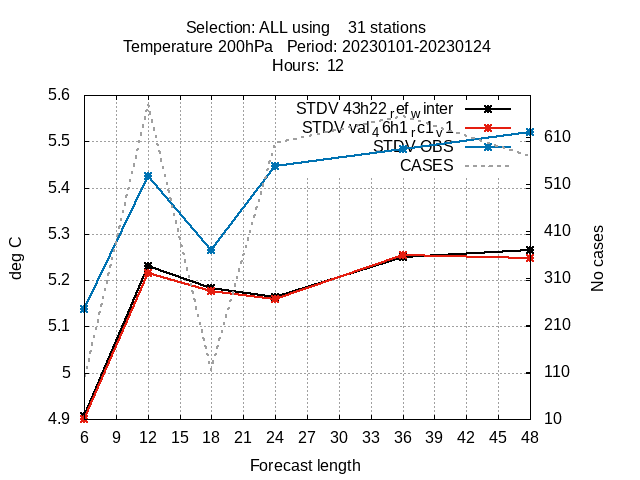 Selection: ALL using    31 stations
Temperature 200hPa   Period: 20230101-20230124
Hours:  12
STDV 43h22_ref_winter
STDV val_46h1_rc1_v1
STDV OBS
CASES
5.6
5.5
5.4
5.3
5.2
5.1
5
4.9
610
510
410
310
210
110
10
deg C
No cases
6 9 12 15 18 21 24 27 30 33 36 39 42 45 48
Forecast length